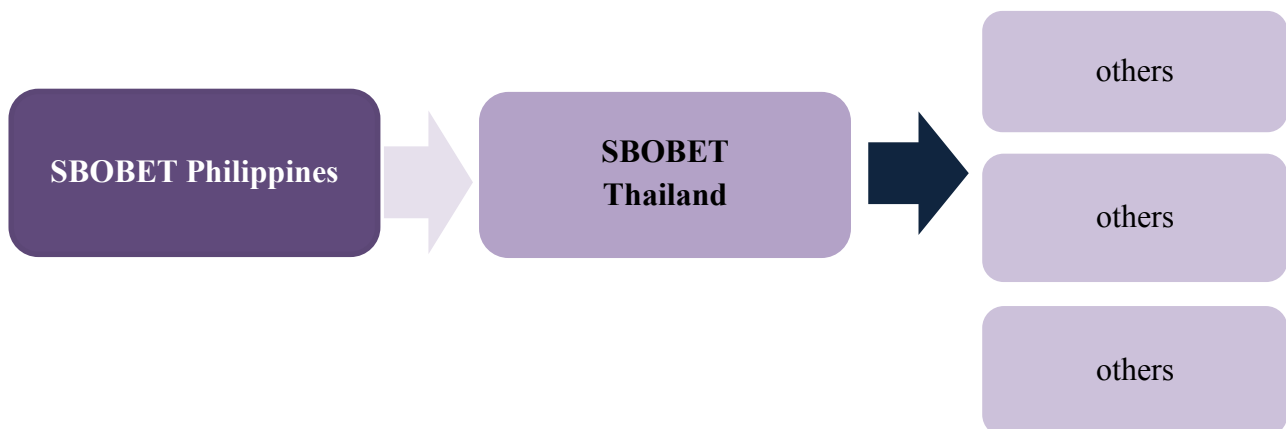 SBOBET Philippines
SBOBET
Thailand
others
others
others